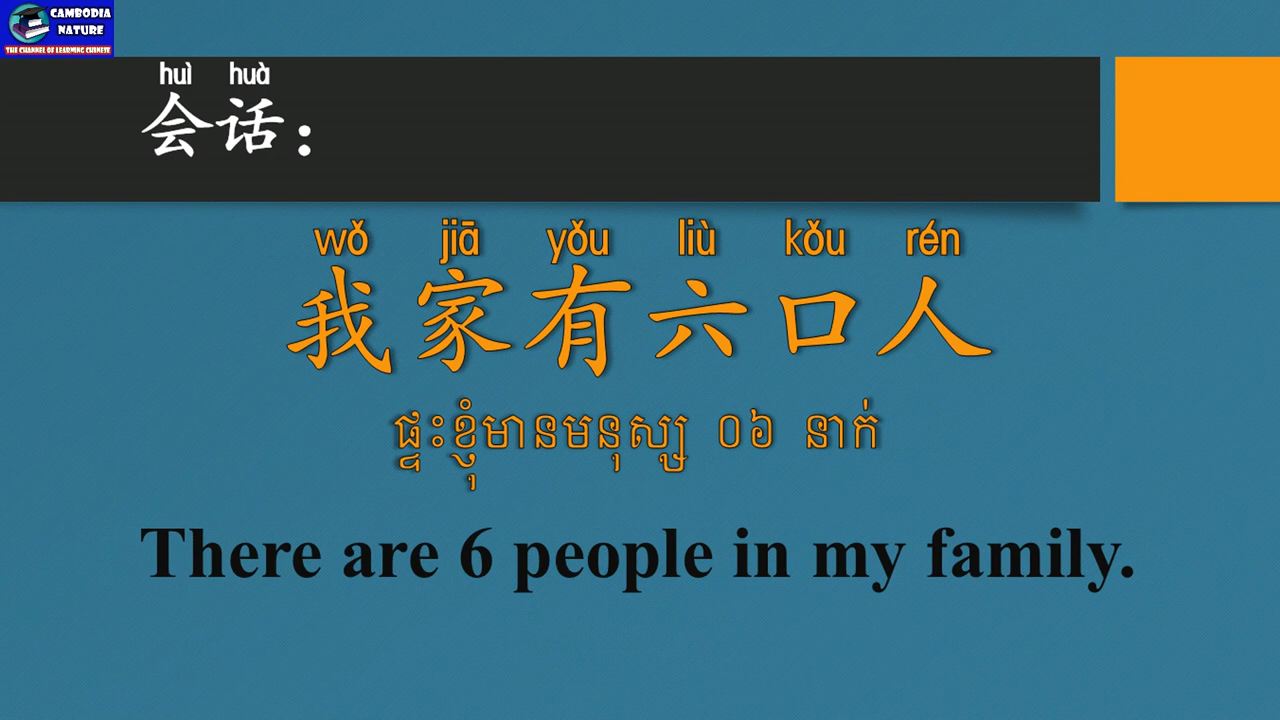 CAMBODIA
NATURE
THE CHANNEL OF LEARNING CHINESE
huì huà
会话：
wǒ jiā yǒu liù kǒu rén
我家有六口人
ផ្ទះខ្ញុំមានមនុស្ស ០៦ នាក់
There are 6 people in my family.